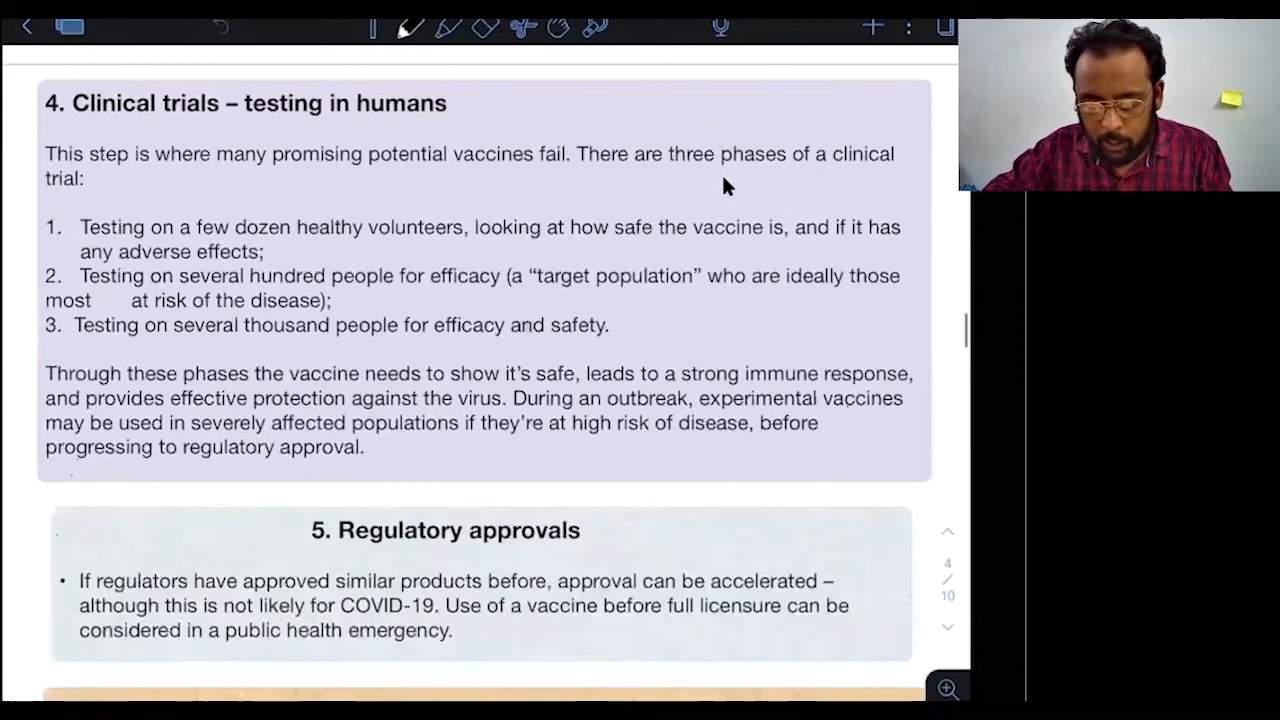 4. Clinical trials – testing in humans
This step is where many promising potential vaccines fail. There are three phases of a clinical
trial:
1. Testing on a few dozen healthy volunteers, looking at how safe the vaccine is, and if it has
any adverse effects;
2. Testing on several hundred people for efficacy (a “target population” who are ideally those
most at risk of the disease);
3. Testing on several thousand people for efficacy and safety.
Through these phases the vaccine needs to show it’s safe, leads to a strong immune response,
and provides effective protection against the virus. During an outbreak, experimental vaccines
may be used in severely affected populations if they’re at high risk of disease, before
progressing to regulatory approval.
5. Regulatory approvals
• If regulators have approved similar products before, approval can be accelerated –
although this is not likely for COVID-19. Use of a vaccine before full licensure can be
considered in a public health emergency.
4
/
10